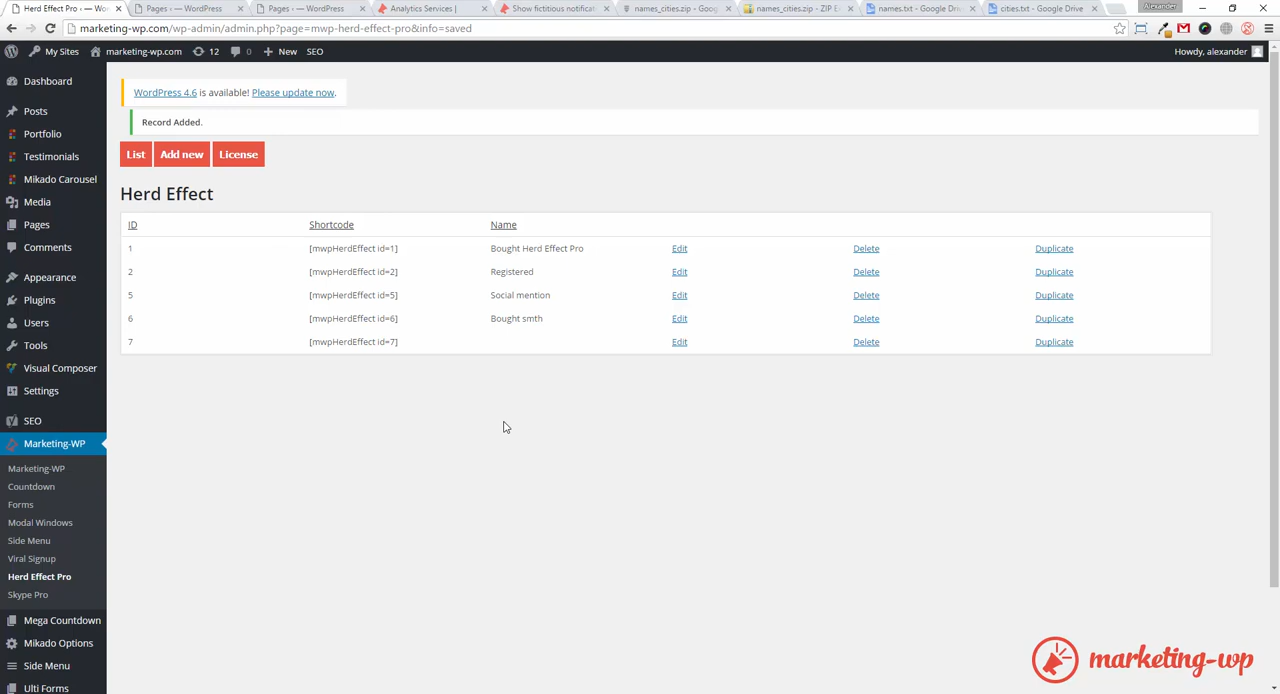 Herd Effect Pro ‹ — Wor
Pages ‹ — WordPress
Pages ‹ — WordPress
Analytics Services |
Show fictitious notificat
names_cities.zip - Goog
names_cities.zip - ZIP E
names.txt - Google Driv
cities.txt - Google Drive
Alexander
marketing-wp.com/wp-admin/admin.php?page=mwp-herd-effect-pro&info=saved
My Sites
marketing-wp.com
12
0
New
SEO
Howdy, alexander
Dashboard
Posts
Portfolio
Testimonials
Mikado Carousel
Media
Pages
Comments
Appearance
Plugins
Users
Tools
Visual Composer
Settings
SEO
Marketing-WP
Marketing-WP
Countdown
Forms
Modal Windows
Side Menu
Viral Signup
Herd Effect Pro
Skype Pro
Mega Countdown
Mikado Options
Side Menu
Ulti Forms
WordPress 4.6 is available! Please update now.
Record Added.
List Add new License
Herd Effect
ID Shortcode Name
1 [mwpHerdEffect id=1] Bought Herd Effect Pro Edit Delete Duplicate
2 [mwpHerdEffect id=2] Registered Edit Delete Duplicate
5 [mwpHerdEffect id=5] Social mention Edit Delete Duplicate
6 [mwpHerdEffect id=6] Bought smth Edit Delete Duplicate
7 [mwpHerdEffect id=7] Edit Delete Duplicate
marketing-wp